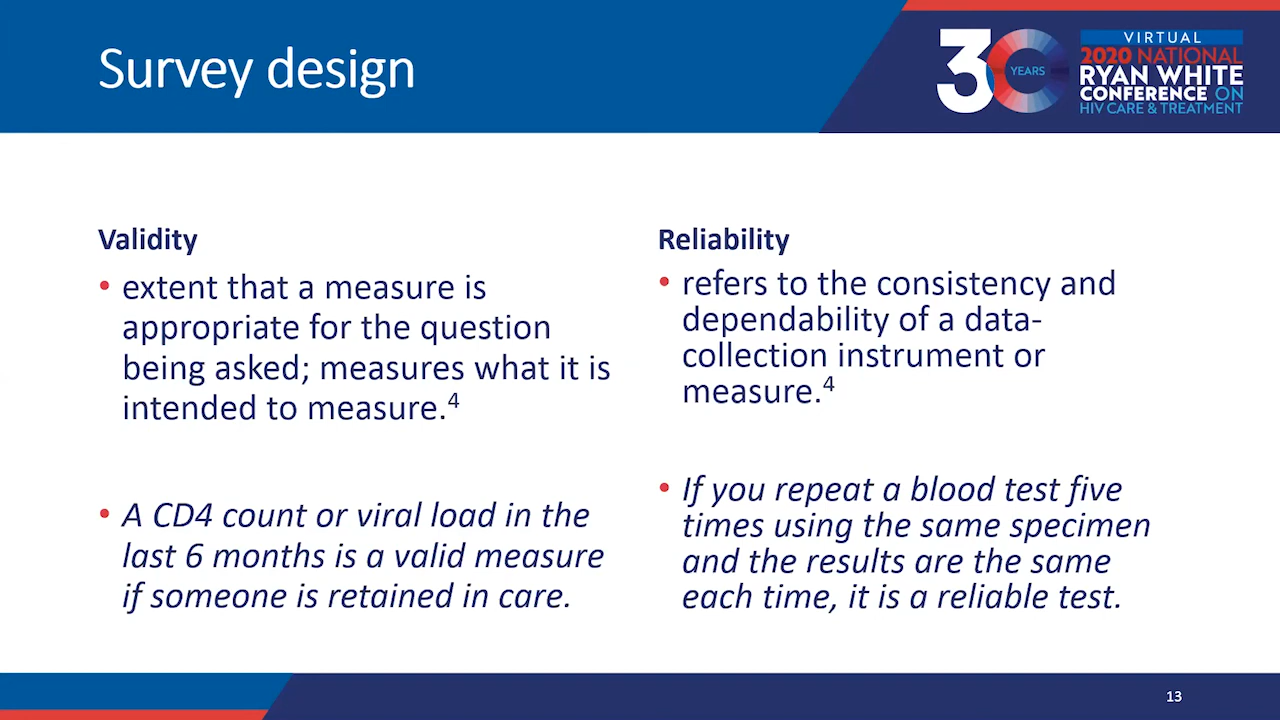 Survey design
30 YEARS
VIRTUAL
2020 NATIONAL
RYAN WHITE
CONFERENCE ON
HIV CARE & TREATMENT
Validity
• extent that a measure is
appropriate for the question
being asked; measures what it is
intended to measure.⁴
• A CD4 count or viral load in the
last 6 months is a valid measure
if someone is retained in care.
Reliability
• refers to the consistency and
dependability of a data-
collection instrument or
measure.⁴
• If you repeat a blood test five
times using the same specimen
and the results are the same
each time, it is a reliable test.
13